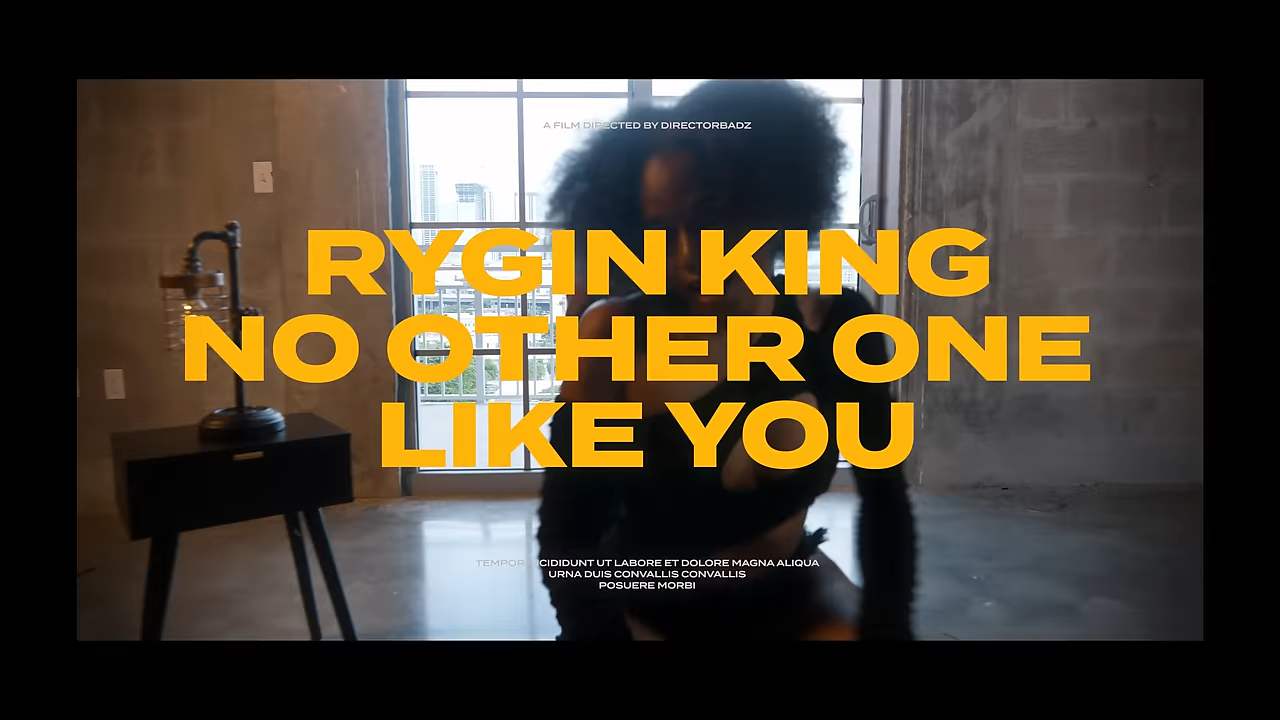 A FILM DIRECTED BY DIRECTORBADZ
RYGIN KING
NO OTHER ONE
LIKE YOU
TEMPOR INCIDIDUNT UT LABORE ET DOLORE MAGNA ALIQUA
URNA DUIS CONVALLIS CONVALLIS
POSUERE MORBI